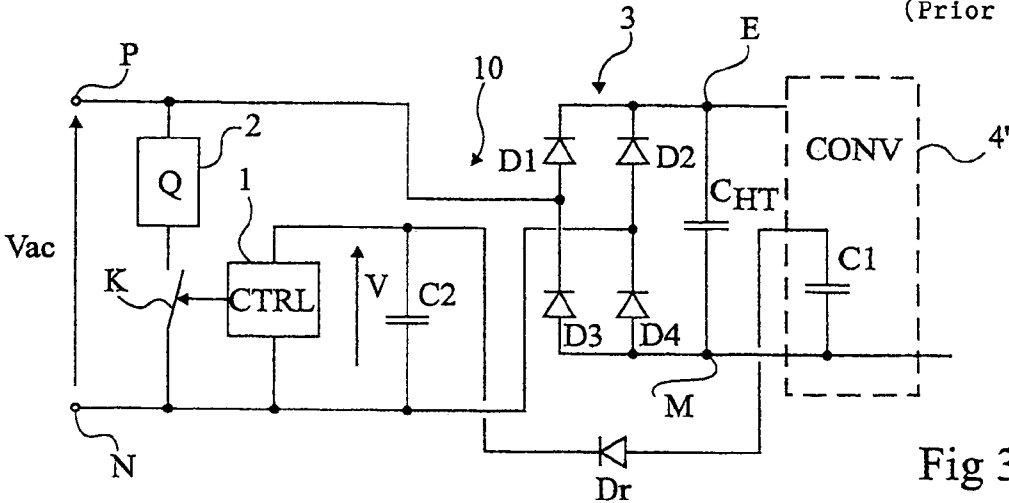 (Prior
P
3
E
10
2
Q
D1
D2
CONV
4'
1
CHT
Vac
K
CTRL
V
C2
C1
D3
D4
M
N
Dr
Fig 3